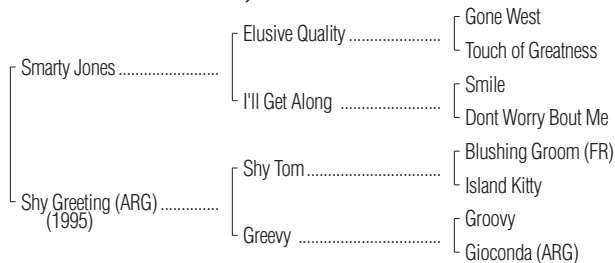 Gone West
Elusive Quality ....................
Touch of Greatness
Smarty Jones ......................
Smile
I'll Get Along ......................
Dont Worry Bout Me
Blushing Groom (FR)
Shy Tom .............................
Island Kitty
Shy Greeting (ARG) .............
(1995)
Groovy
Greevy ...............................
Gioconda (ARG)